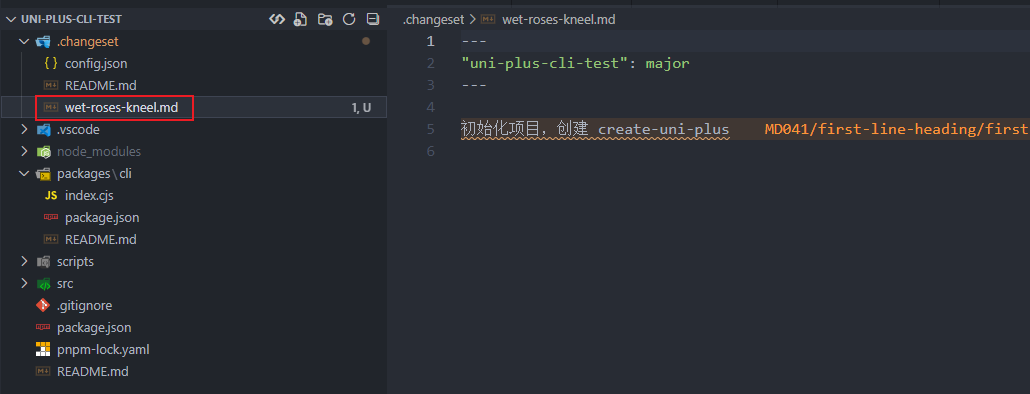 UNI-PLUS-CLI-TEST
.changeset
config.json
README.md
wet-roses-kneel.md 1, U
.vscode
node_modules
packages\cli
JS index.cjs
package.json
README.md
scripts
src
.gitignore
package.json
pnpm-lock.yaml
README.md
.changeset > wet-roses-kneel.md
1 ---
2 "uni-plus-cli-test": major
3 ---
4
5 初始化项目，创建 create-uni-plus MD041/first-line-heading/first
6